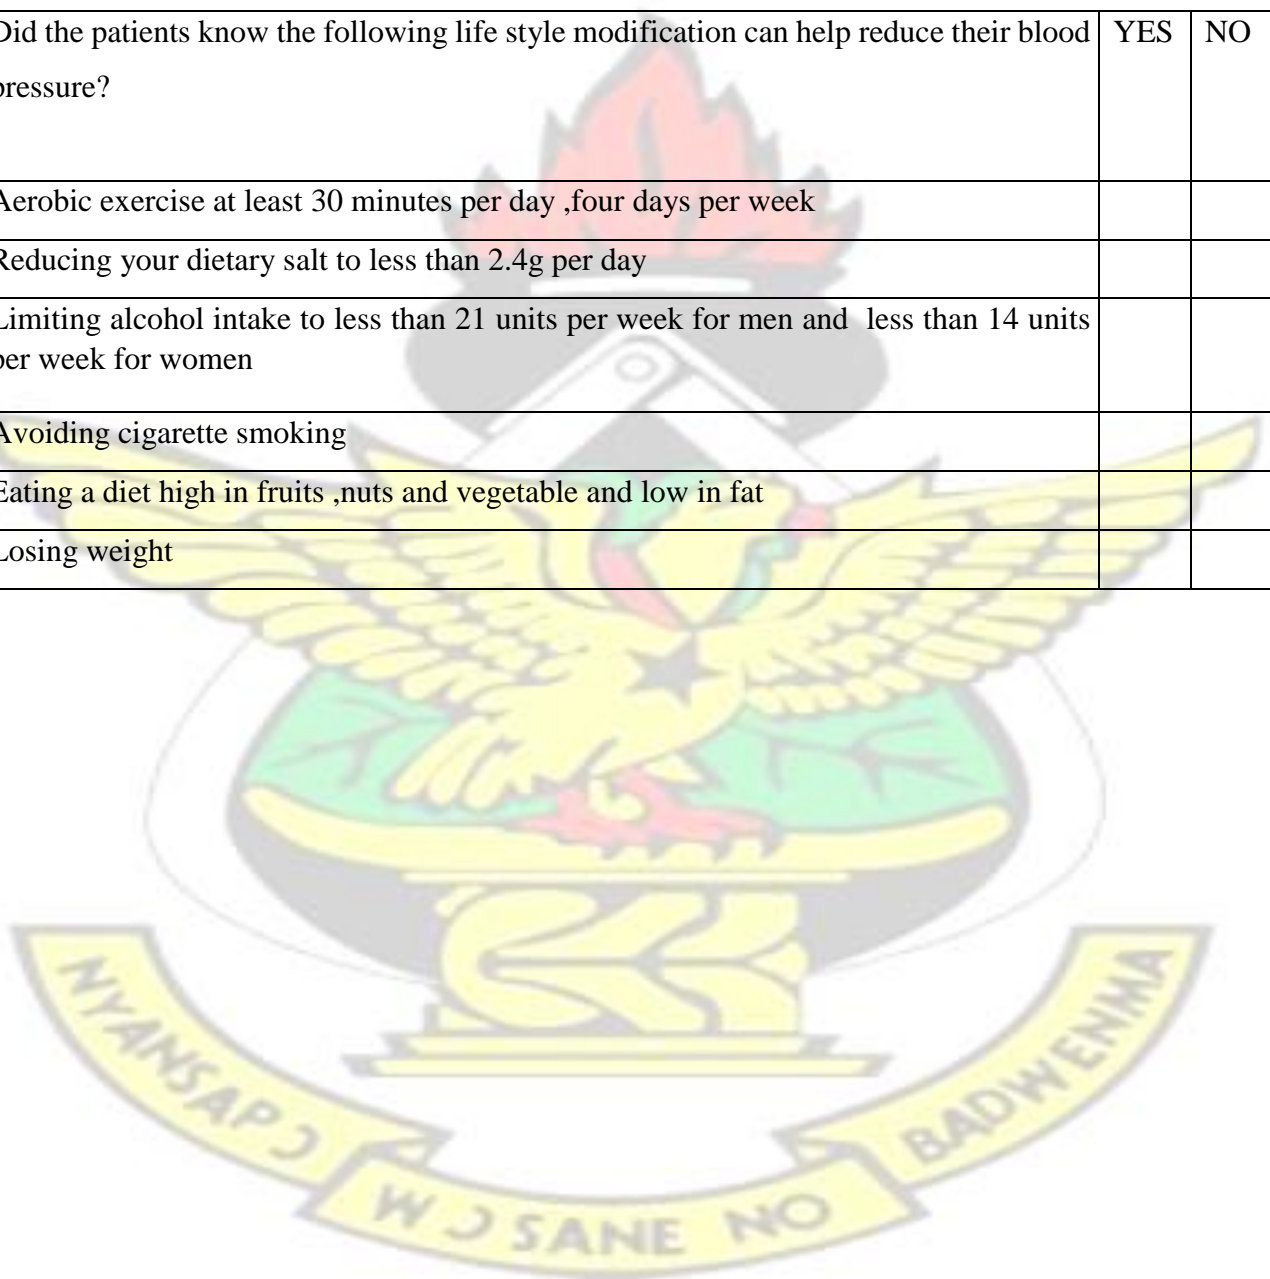 Did the patients know the following life style modification can help reduce their blood
pressure?
YES
NO
Aerobic exercise at least 30 minutes per day ,four days per week
Reducing your dietary salt to less than 2.4g per day
Limiting alcohol intake to less than 21 units per week for men and less than 14 units
per week for women
Avoiding cigarette smoking
Eating a diet high in fruits ,nuts and vegetable and low in fat
Losing weight
NYANSAPƆ
WƆSANE NO
BADWENMA